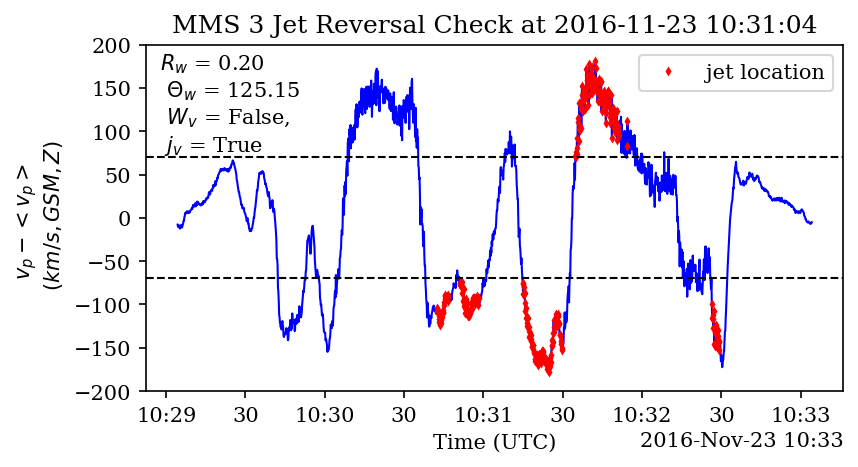 MMS 3 Jet Reversal Check at 2016-11-23 10:31:04
R_w = 0.20
Θ_w = 125.15
W_v = False,
j_v = True
jet location
v_p − < v_p >
(km/s, GSM, Z)
200
150
100
50
0
−50
−100
−150
−200
10:29 30 10:30 30 10:31 30 10:32 30 10:33
Time (UTC)
2016-Nov-23 10:33